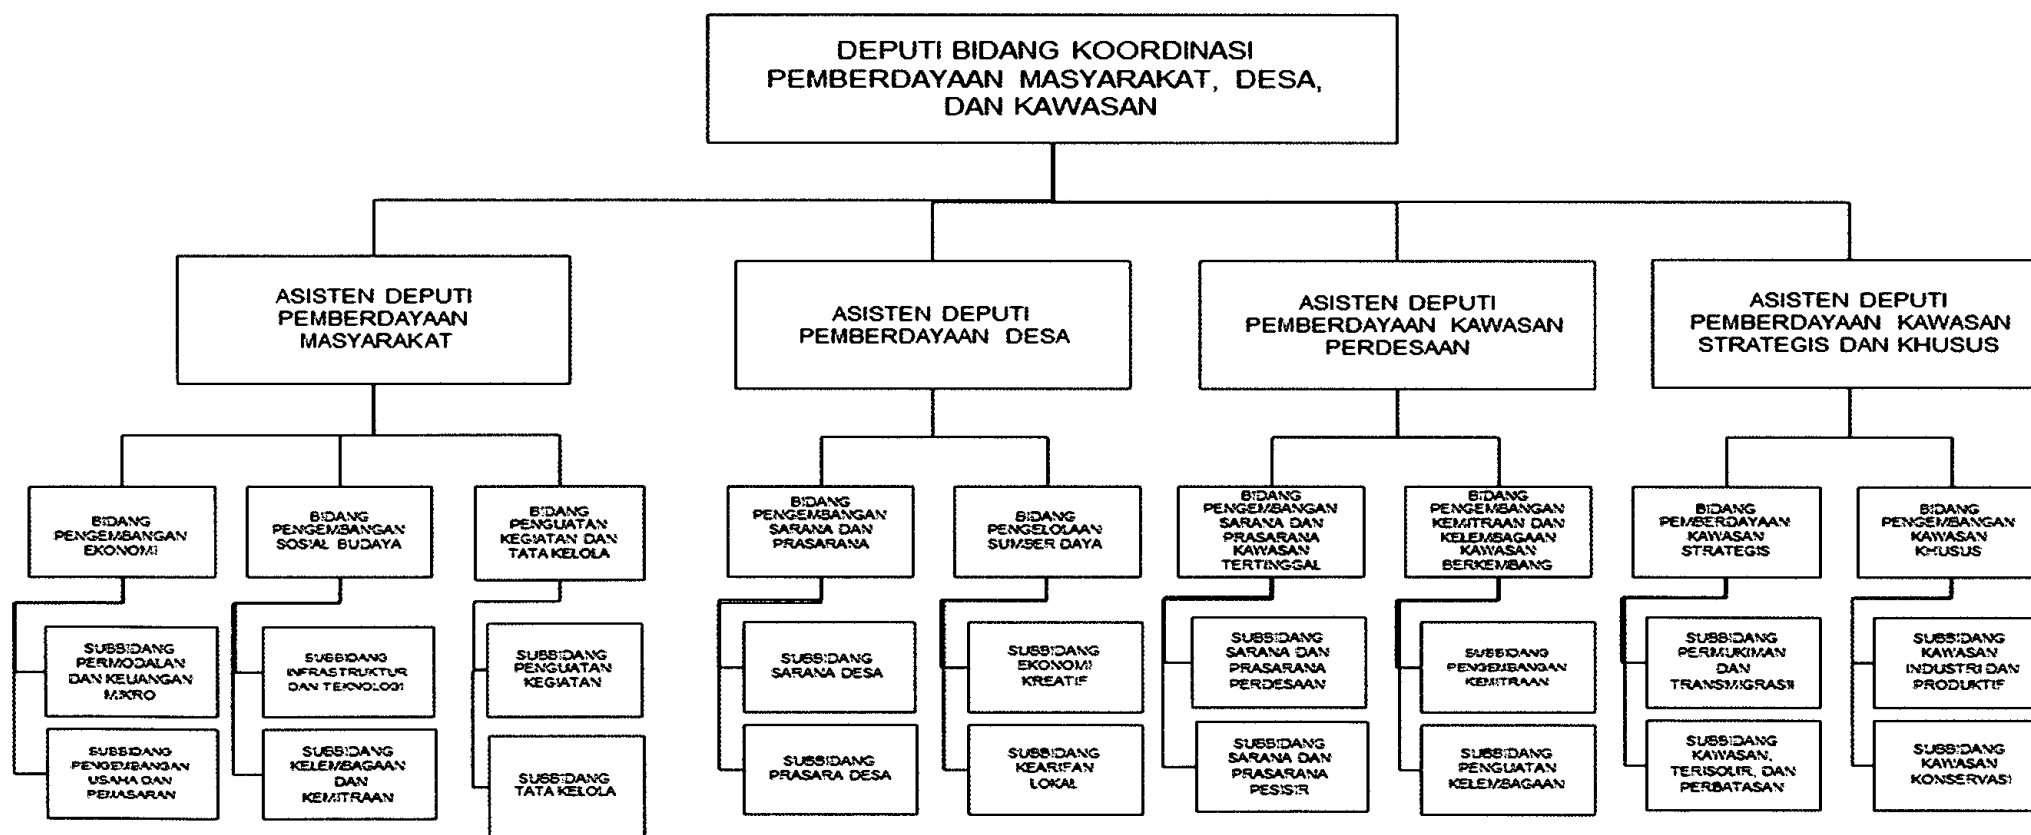 DEPUTI BIDANG KOORDINASI
PEMBERDAYAAN MASYARAKAT, DESA,
DAN KAWASAN
ASISTEN DEPUTI
PEMBERDAYAAN
MASYARAKAT
ASISTEN DEPUTI
PEMBERDAYAAN DESA
ASISTEN DEPUTI
PEMBERDAYAAN KAWASAN
PERDESAAN
ASISTEN DEPUTI
PEMBERDAYAAN KAWASAN
STRATEGIS DAN KHUSUS
BIDANG
PENGEMBANGAN
EKONOMI
BIDANG
PENGEMBANGAN
SOSIAL BUDAYA
BIDANG
PENGUATAN
KEGIATAN DAN
TATA KELOLA
BIDANG
PENGEMBANGAN
SARANA DAN
PRASARANA
BIDANG
PENGELOLAAN
SUMBER DAYA
BIDANG
PENGEMBANGAN
SARANA DAN
PRASARANA
KAWASAN
TERTINGGAL
BIDANG
PENGEMBANGAN
KEMITRAAN DAN
KELEMBAGAAN
KAWASAN
BERKEMBANG
BIDANG
PEMBERDAYAAN
KAWASAN
STRATEGIS
BIDANG
PENGEMBANGAN
KAWASAN
KHUSUS
SUBBIDANG
PERMODALAN
DAN KEUANGAN
MIKRO
SUBBIDANG
INFRASTRUKTUR
DAN TEKNOLOGI
SUBBIDANG
PENGUATAN
KEGIATAN
SUBBIDANG
SARANA DESA
SUBBIDANG
EKONOMI
KREATIF
SUBBIDANG
SARANA DAN
PRASARANA
PERDESAAN
SUBBIDANG
PENGEMBANGAN
KEMITRAAN
SUBBIDANG
PERMUKIMAN
DAN
TRANSMIGRASII
SUBBIDANG
KAWASAN
INDUSTRI DAN
PRODUKTIF
SUBBIDANG
PENGEMBANGAN
USAHA DAN
PEMASARAN
SUBBIDANG
KELEMBAGAAN
DAN
KEMITRAAN
SUBBIDANG
TATA KELOLA
SUBBIDANG
PRASARA DESA
SUBBIDANG
KEARIFAN
LOKAL
SUBBIDANG
SARANA DAN
PRASARANA
PESISIR
SUBBIDANG
PENGUATAN
KELEMBAGAAN
SUBBIDANG
KAWASAN,
TERISOLIR, DAN
PERBATASAN
SUBBIDANG
KAWASAN
KONSERVASI